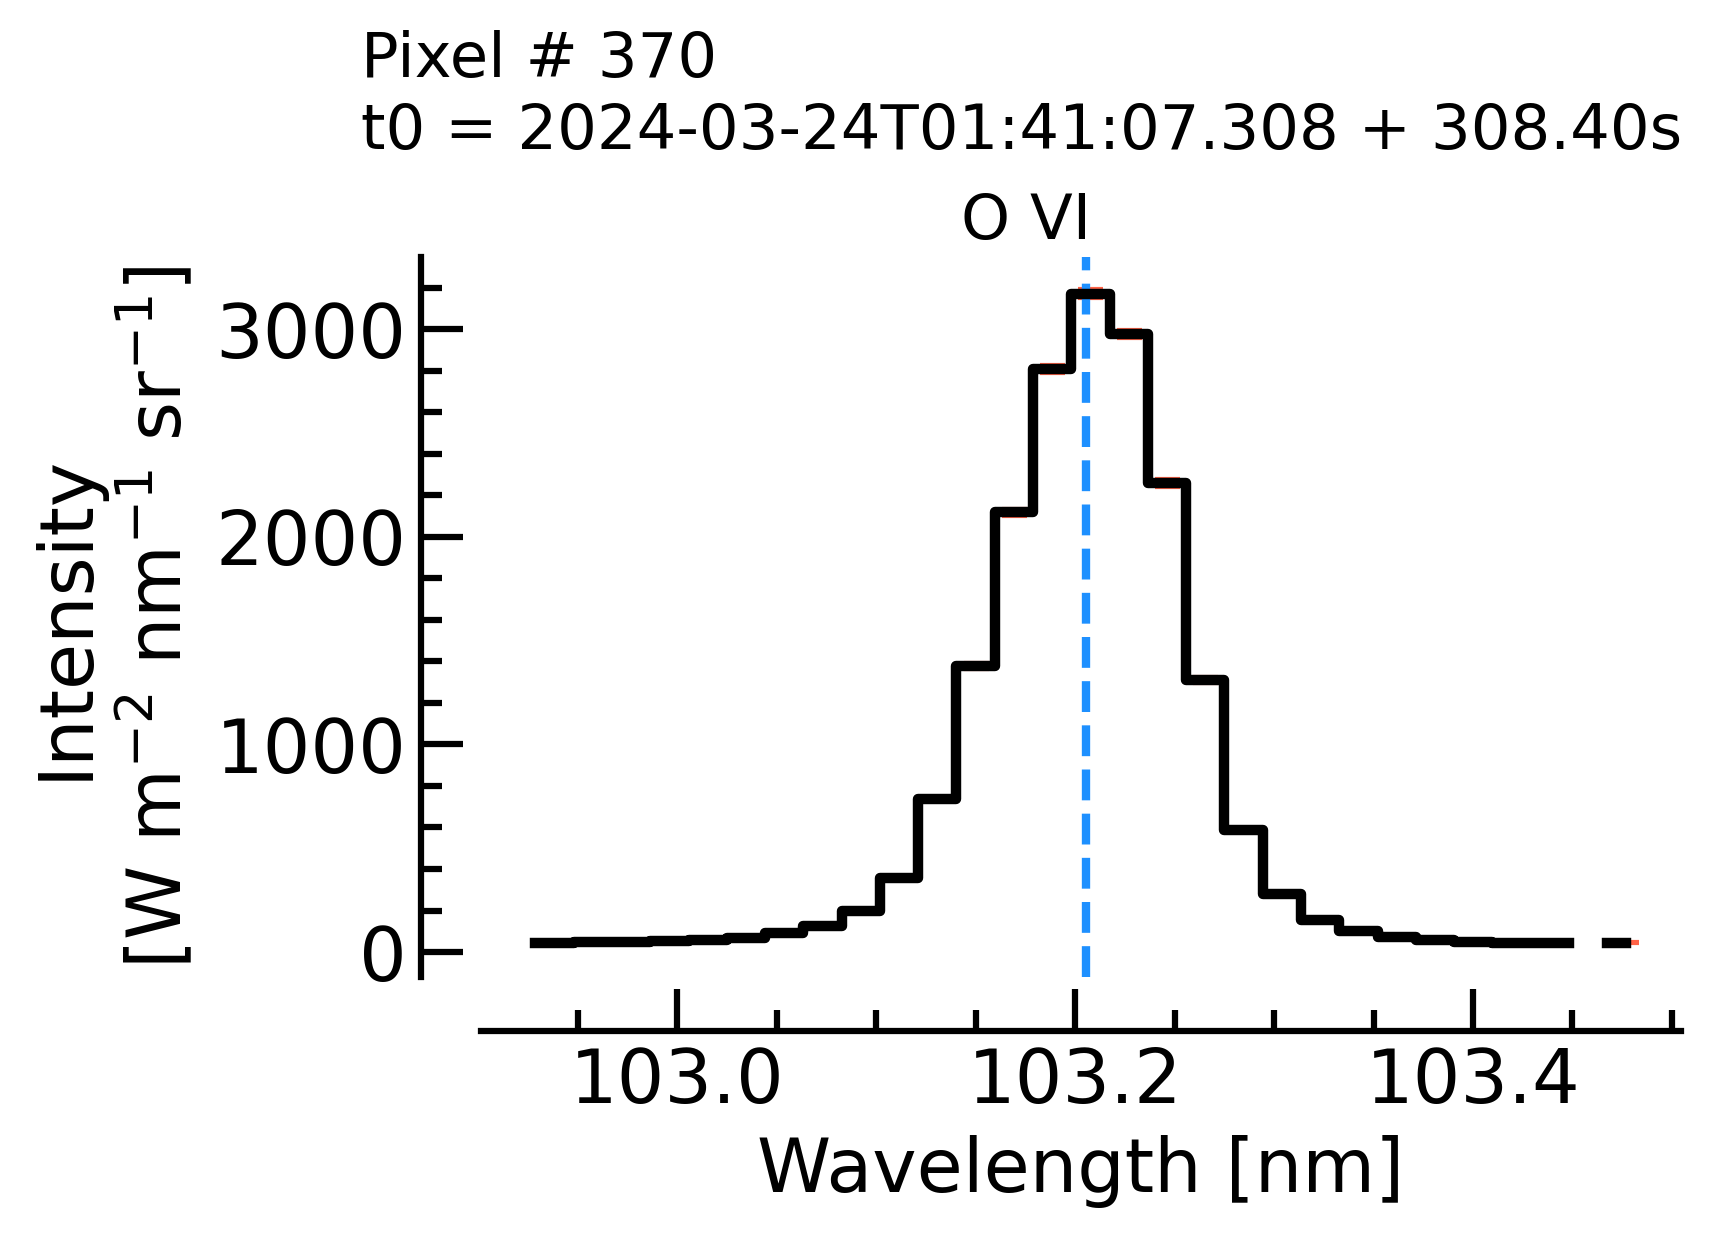 Pixel # 370
t0 = 2024-03-24T01:41:07.308 + 308.40s
O VI
Intensity
[W m⁻² nm⁻¹ sr⁻¹]
3000
2000
1000
0
103.0 103.2 103.4
Wavelength [nm]